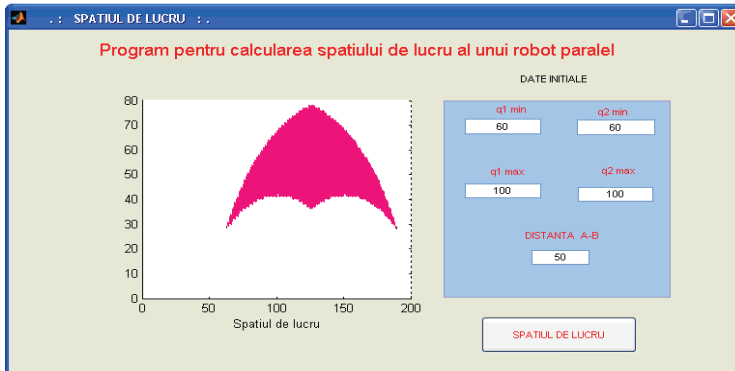 .: SPATIUL DE LUCRU :.
Program pentru calcularea spatiului de lucru al unui robot paralel
DATE INITIALE
q1 min
q2 min
60
60
q1 max
q2 max
100
100
DISTANTA A-B
50
80
70
60
50
40
30
20
10
0
0
50
100
150
200
Spatiul de lucru
SPATIUL DE LUCRU